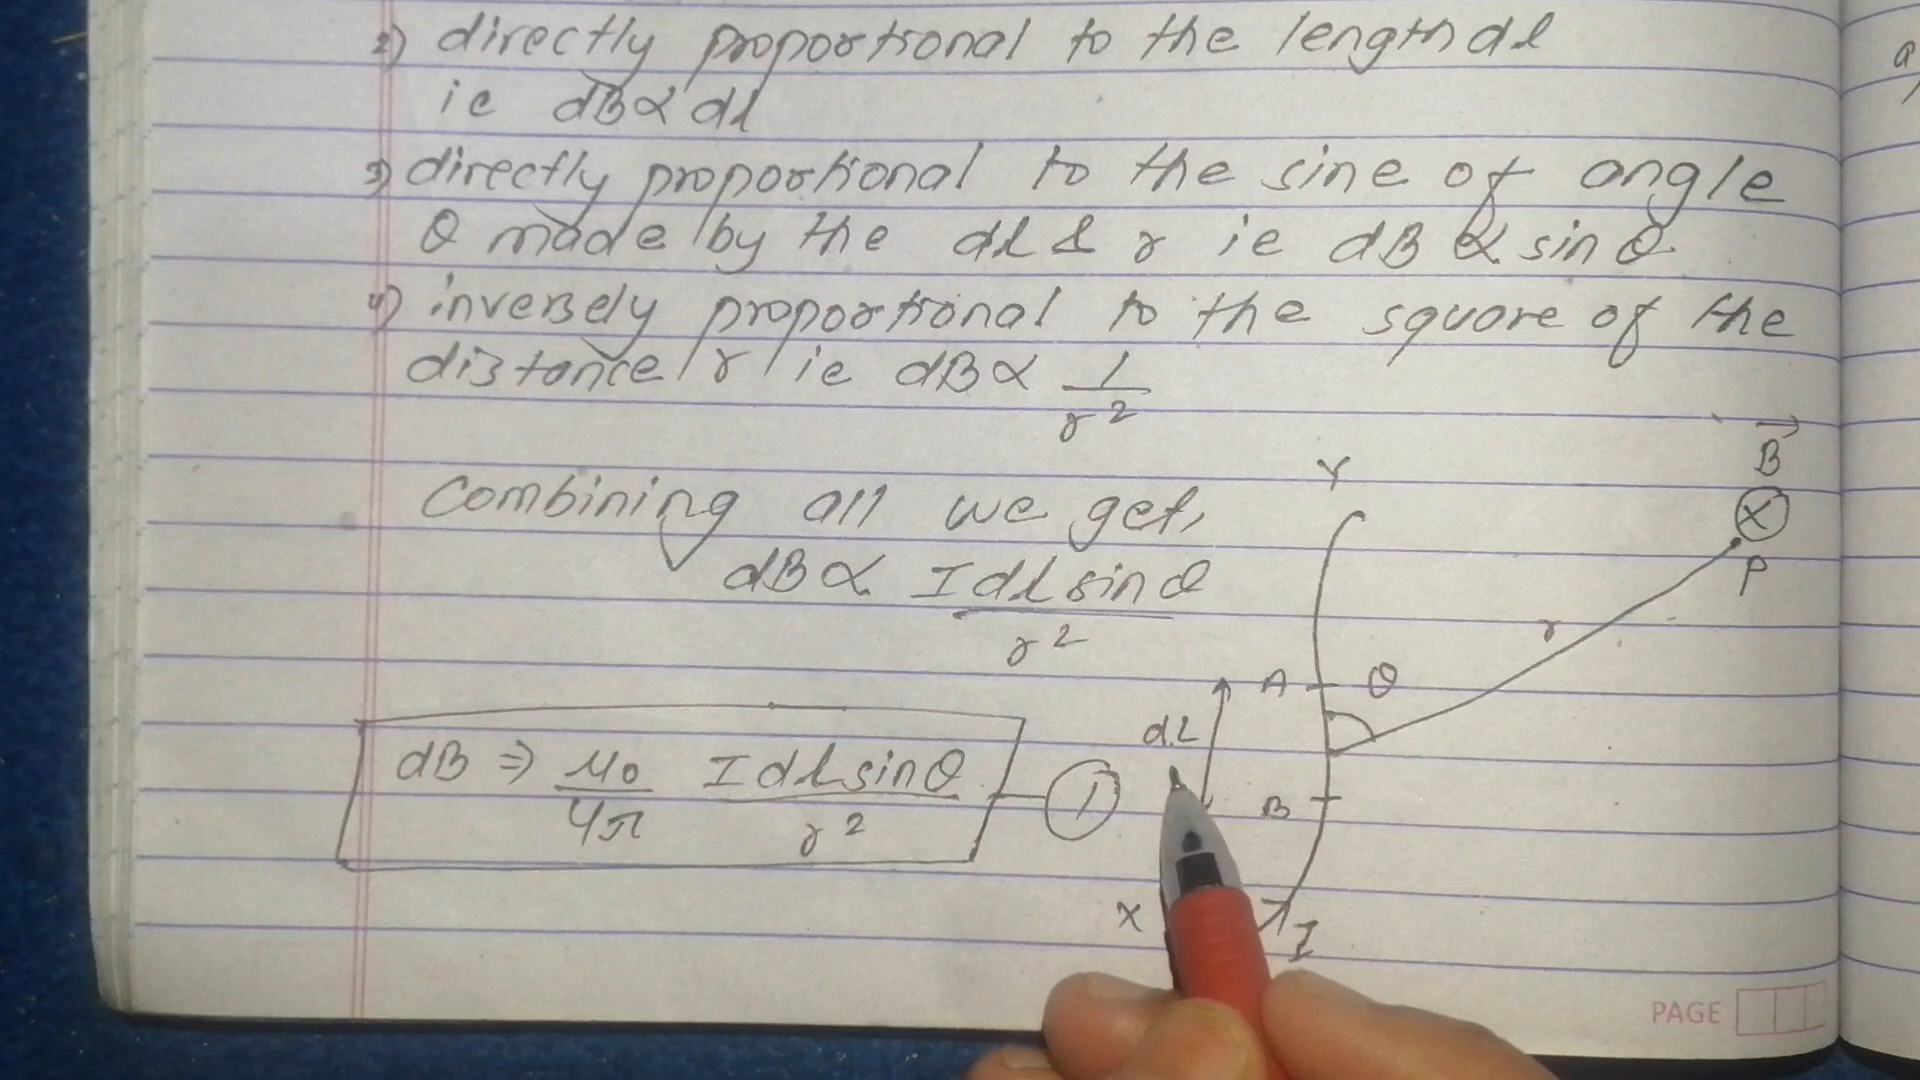 2) directly proportional to the length dl
ie dB ∝ dl
3) directly proportional to the sine of angle
θ made by the dl & r ie dB ∝ sin θ
4) inversely proportional to the square of the
distance r ie dB ∝ 1/r²
Combining all we get,
dB ∝ I dl sin θ / r²
dB ⇒ μ₀/4π I dl sin θ / r² — 1
Y
B⃗
P
r
A θ
dL
B
X
I
PAGE